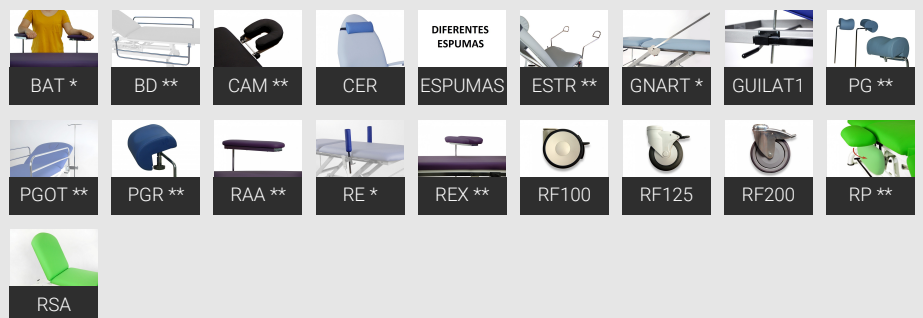 DIFERENTES
ESPUMAS
BAT *
BD **
CAM **
CER
ESPUMAS
ESTR **
GNART *
GUILAT1
PG **
PGOT **
PGR **
RAA **
RE *
REX **
RF100
RF125
RF200
RP **
RSA